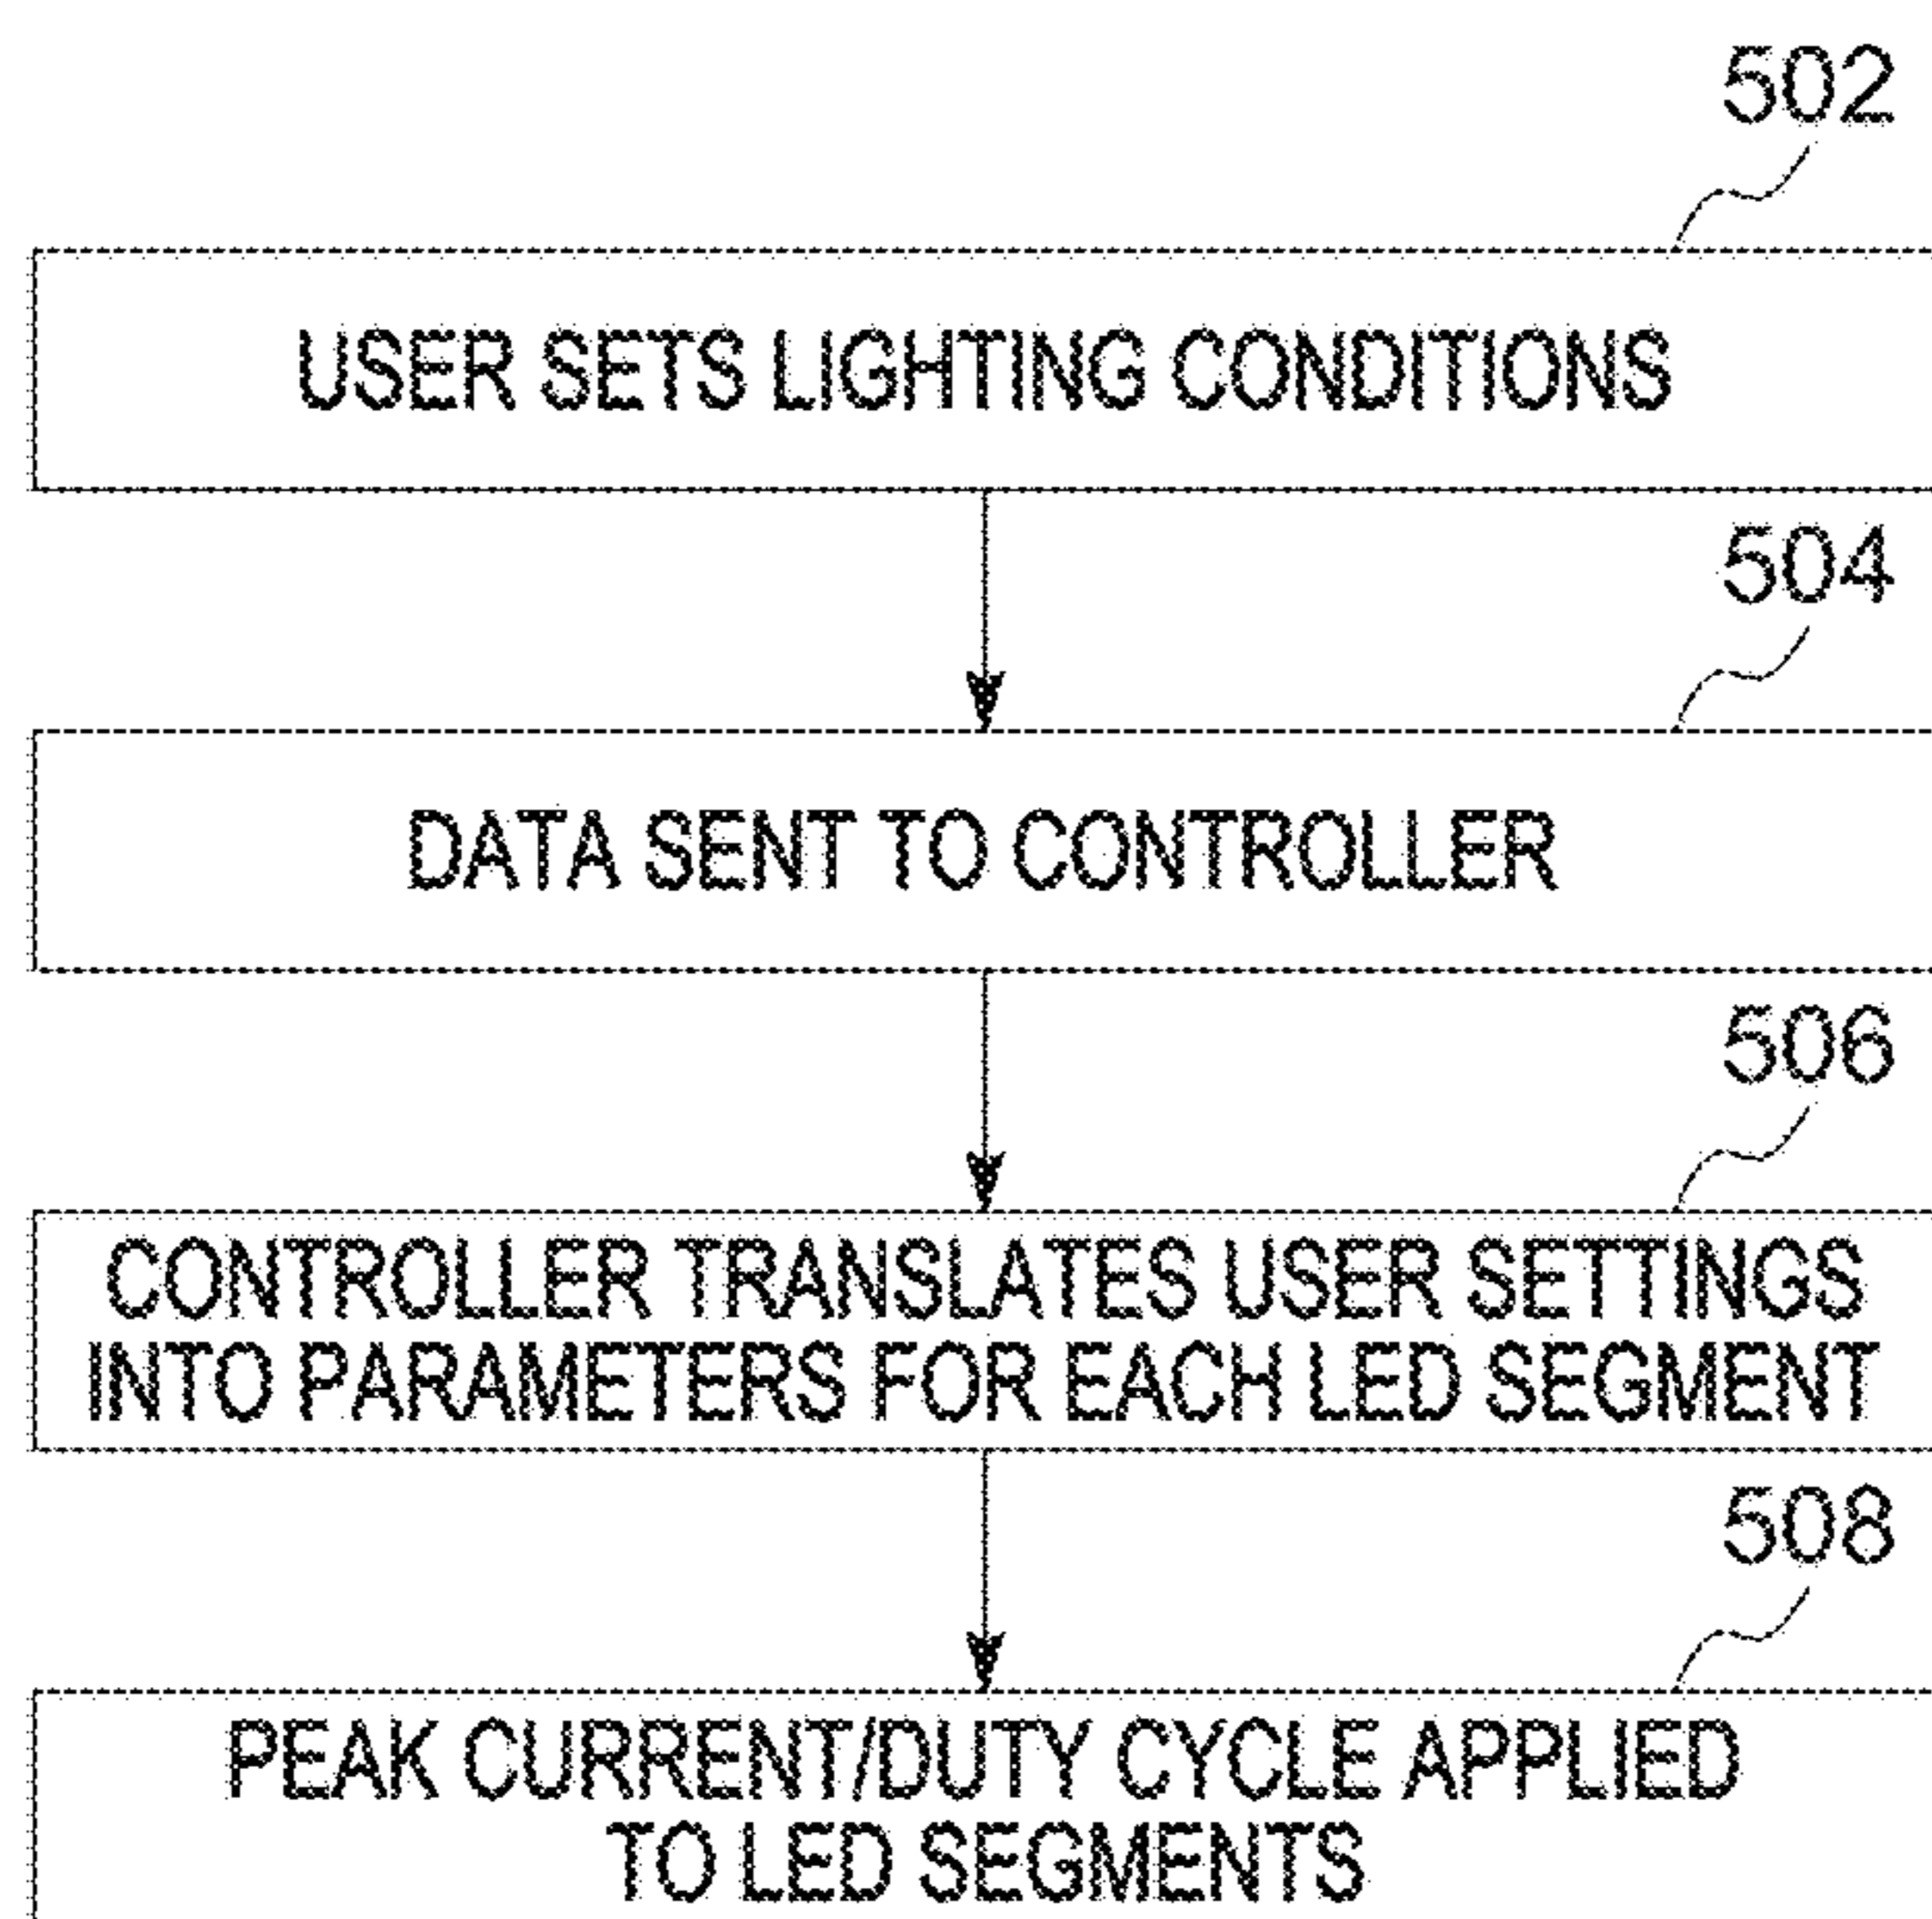 502
USER SETS LIGHTING CONDITIONS
504
DATA SENT TO CONTROLLER
506
CONTROLLER TRANSLATES USER SETTINGS
INTO PARAMETERS FOR EACH LED SEGMENT
508
PEAK CURRENT/DUTY CYCLE APPLIED
TO LED SEGMENTS